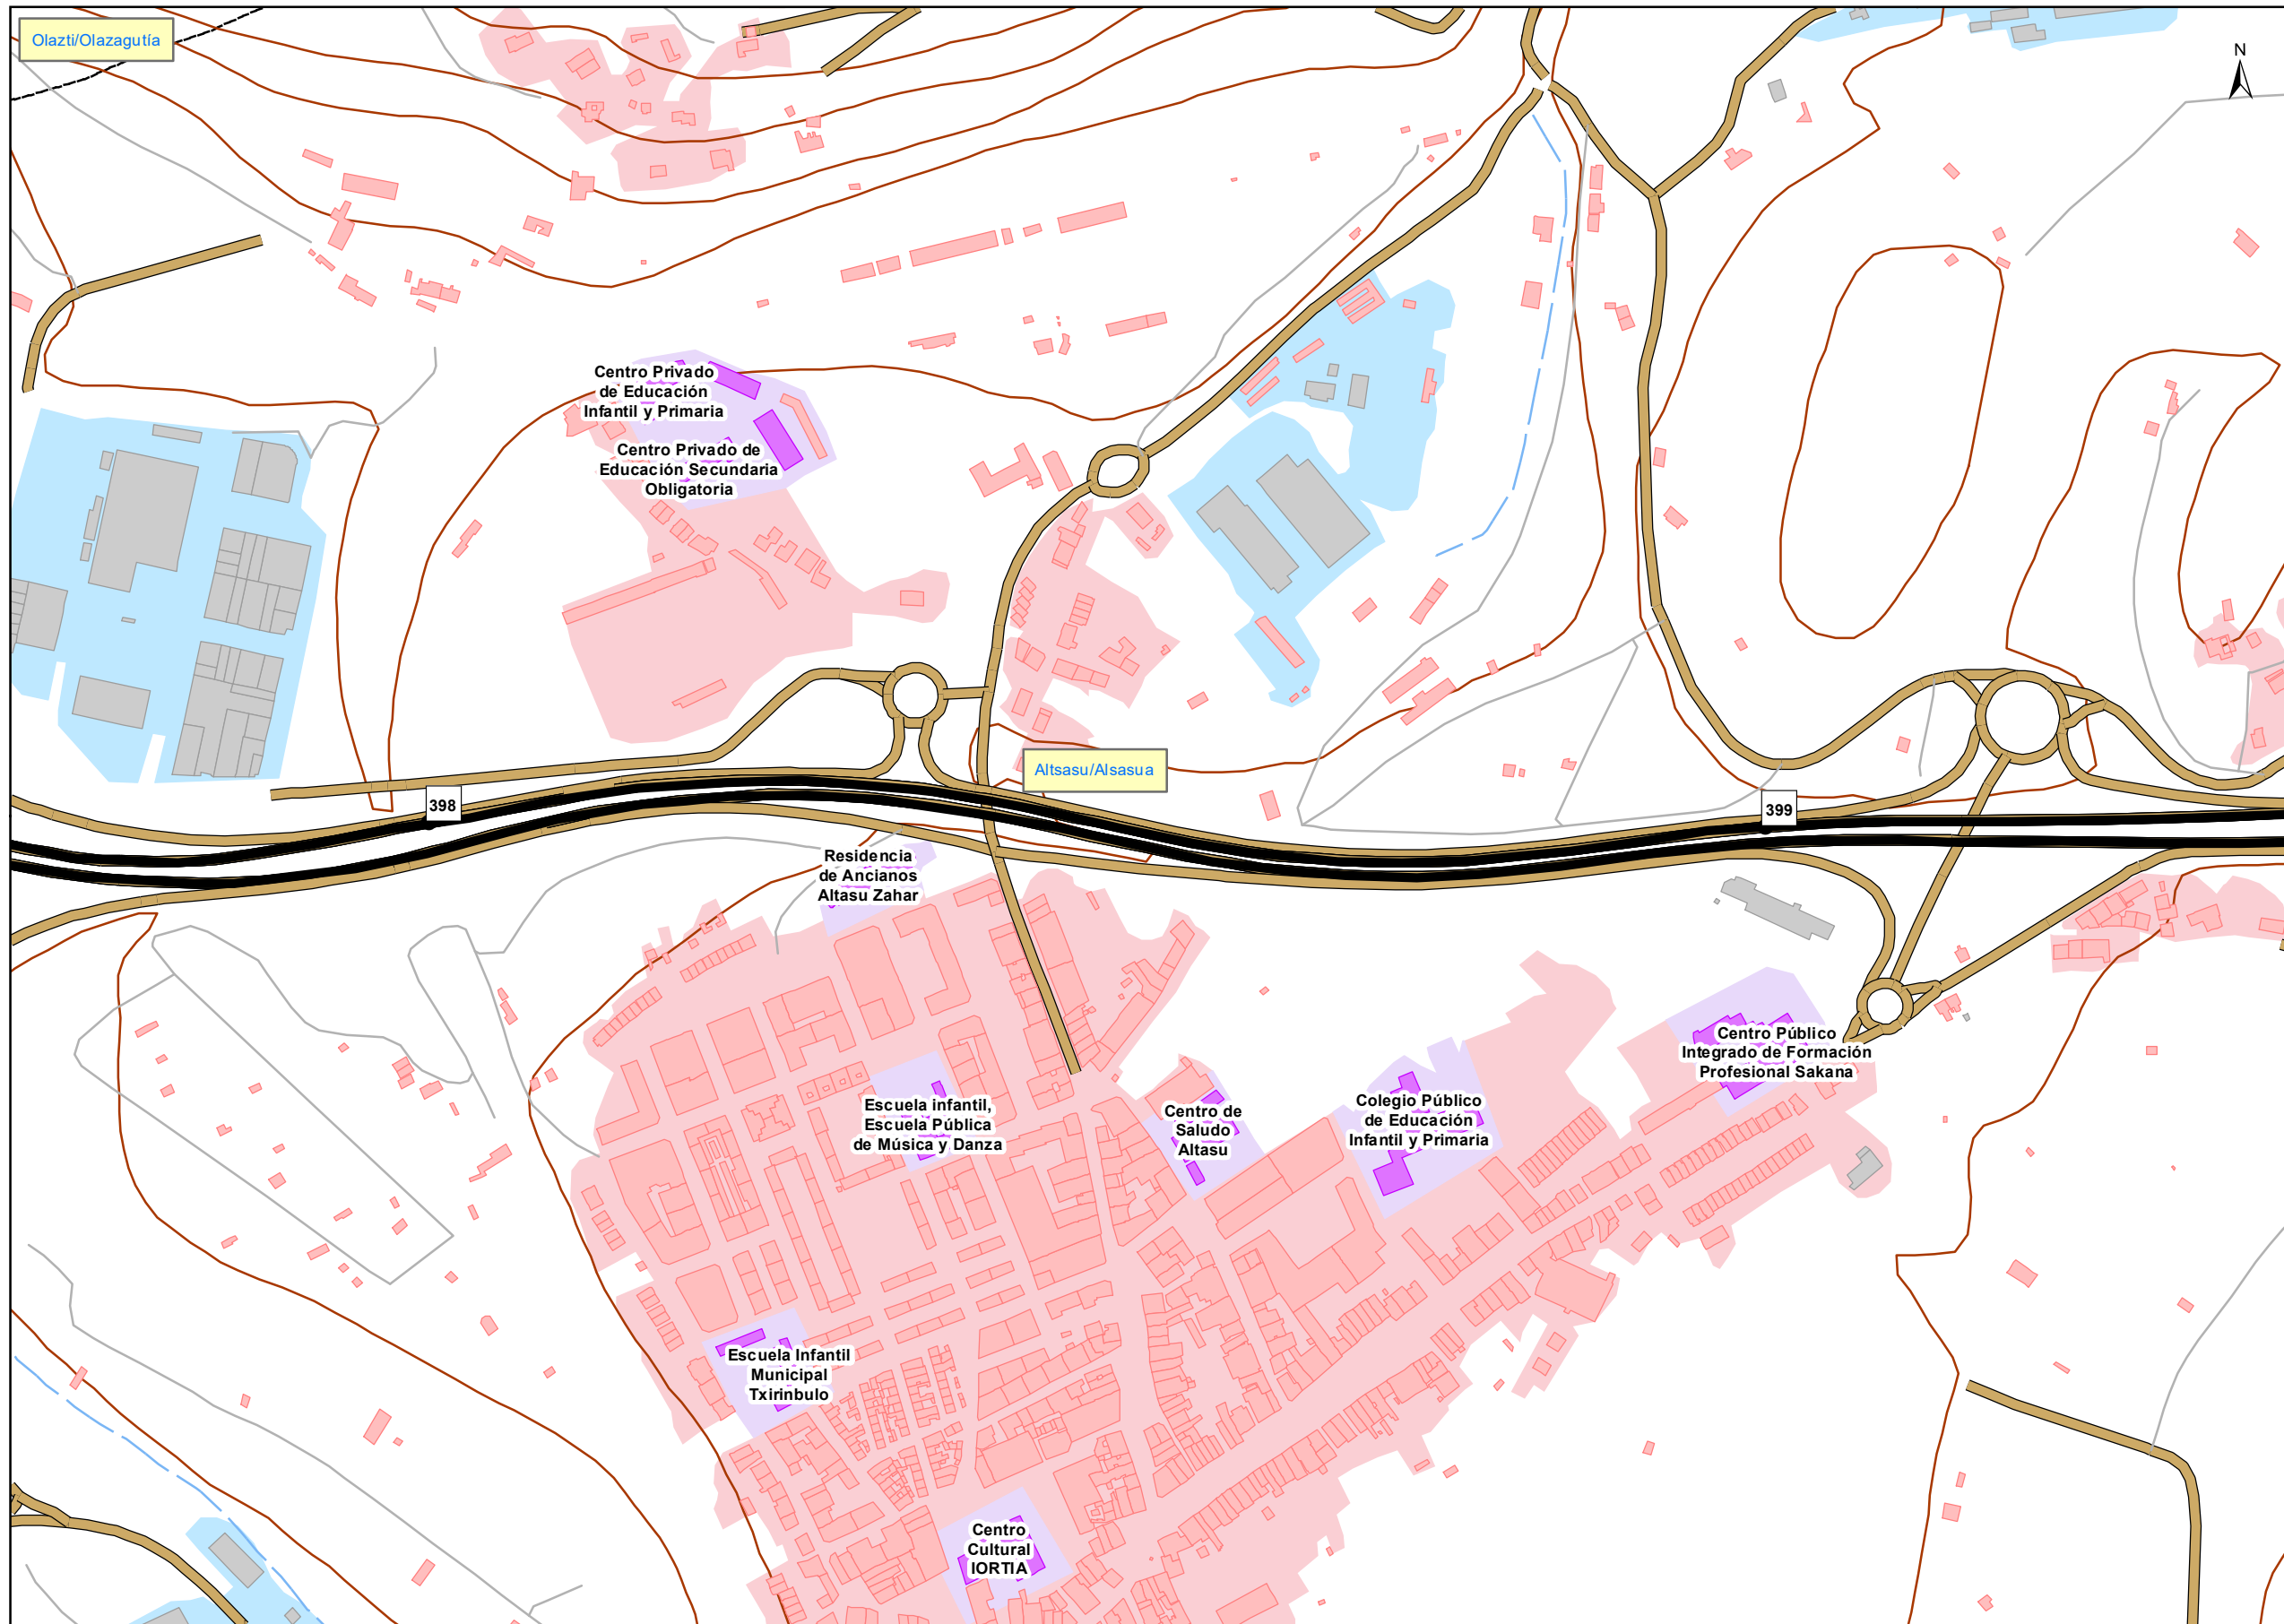 Olazti/Olazagutía
N
Centro Privado
de Educación
Infantil y Primaria
Centro Privado de
Educación Secundaria
Obligatoria
Altsasu/Alsasua
398
399
Residencia
de Ancianos
Altasu Zahar
Centro Público
Integrado de Formación
Profesional Sakana
Escuela infantil,
Escuela Pública
de Música y Danza
Centro de
Saludo
Altasu
Colegio Público
de Educación
Infantil y Primaria
Escuela Infantil
Municipal
Txirinbulo
Centro
Cultural
IORTIA